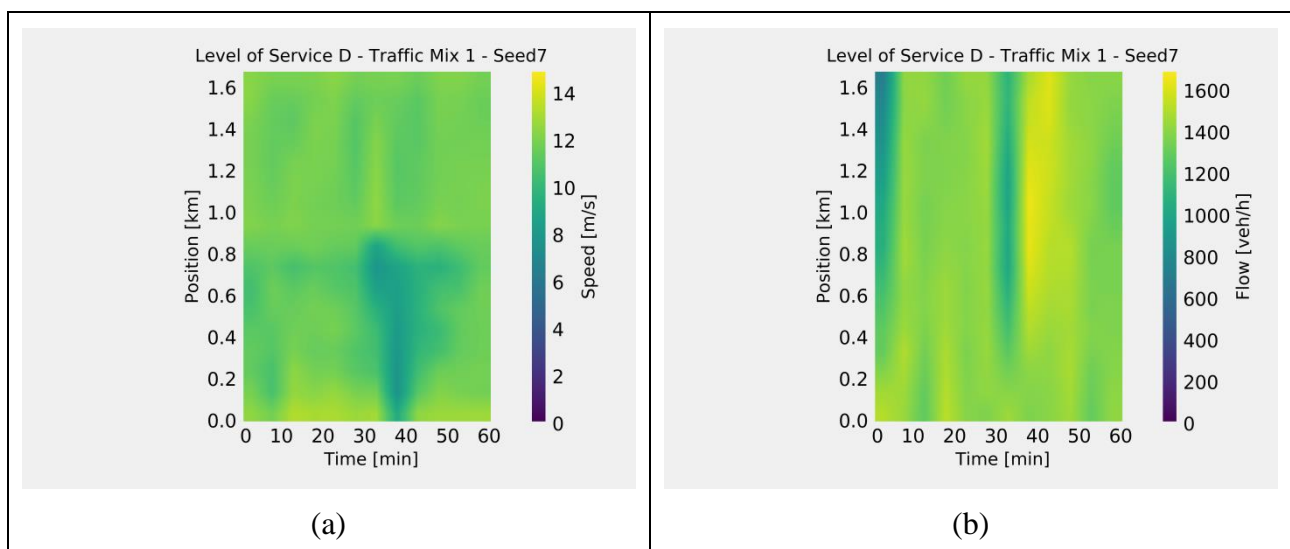 Level of Service D - Traffic Mix 1 - Seed7
1.6
1.4
1.2
1.0
0.8
0.6
0.4
0.2
0.0
Position [km]
0 10 20 30 40 50 60
Time [min]
14
12
10
8
6
4
2
0
Speed [m/s]
(a)
Level of Service D - Traffic Mix 1 - Seed7
1.6
1.4
1.2
1.0
0.8
0.6
0.4
0.2
0.0
Position [km]
0 10 20 30 40 50 60
Time [min]
1600
1400
1200
1000
800
600
400
200
0
Flow [veh/h]
(b)